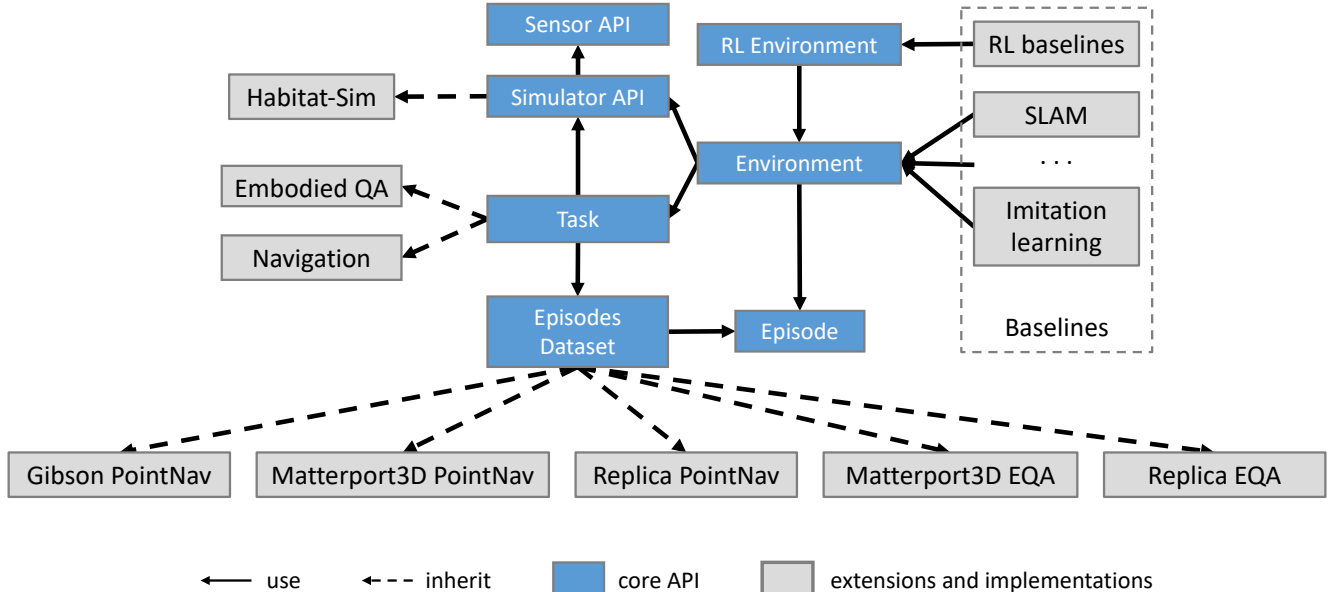 Sensor API
RL Environment
RL baselines
Habitat-Sim
Simulator API
SLAM
Environment
. . .
Embodied QA
Task
Imitation
learning
Navigation
Episodes
Dataset
Episode
Baselines
Gibson PointNav
Matterport3D PointNav
Replica PointNav
Matterport3D EQA
Replica EQA
use
inherit
core API
extensions and implementations